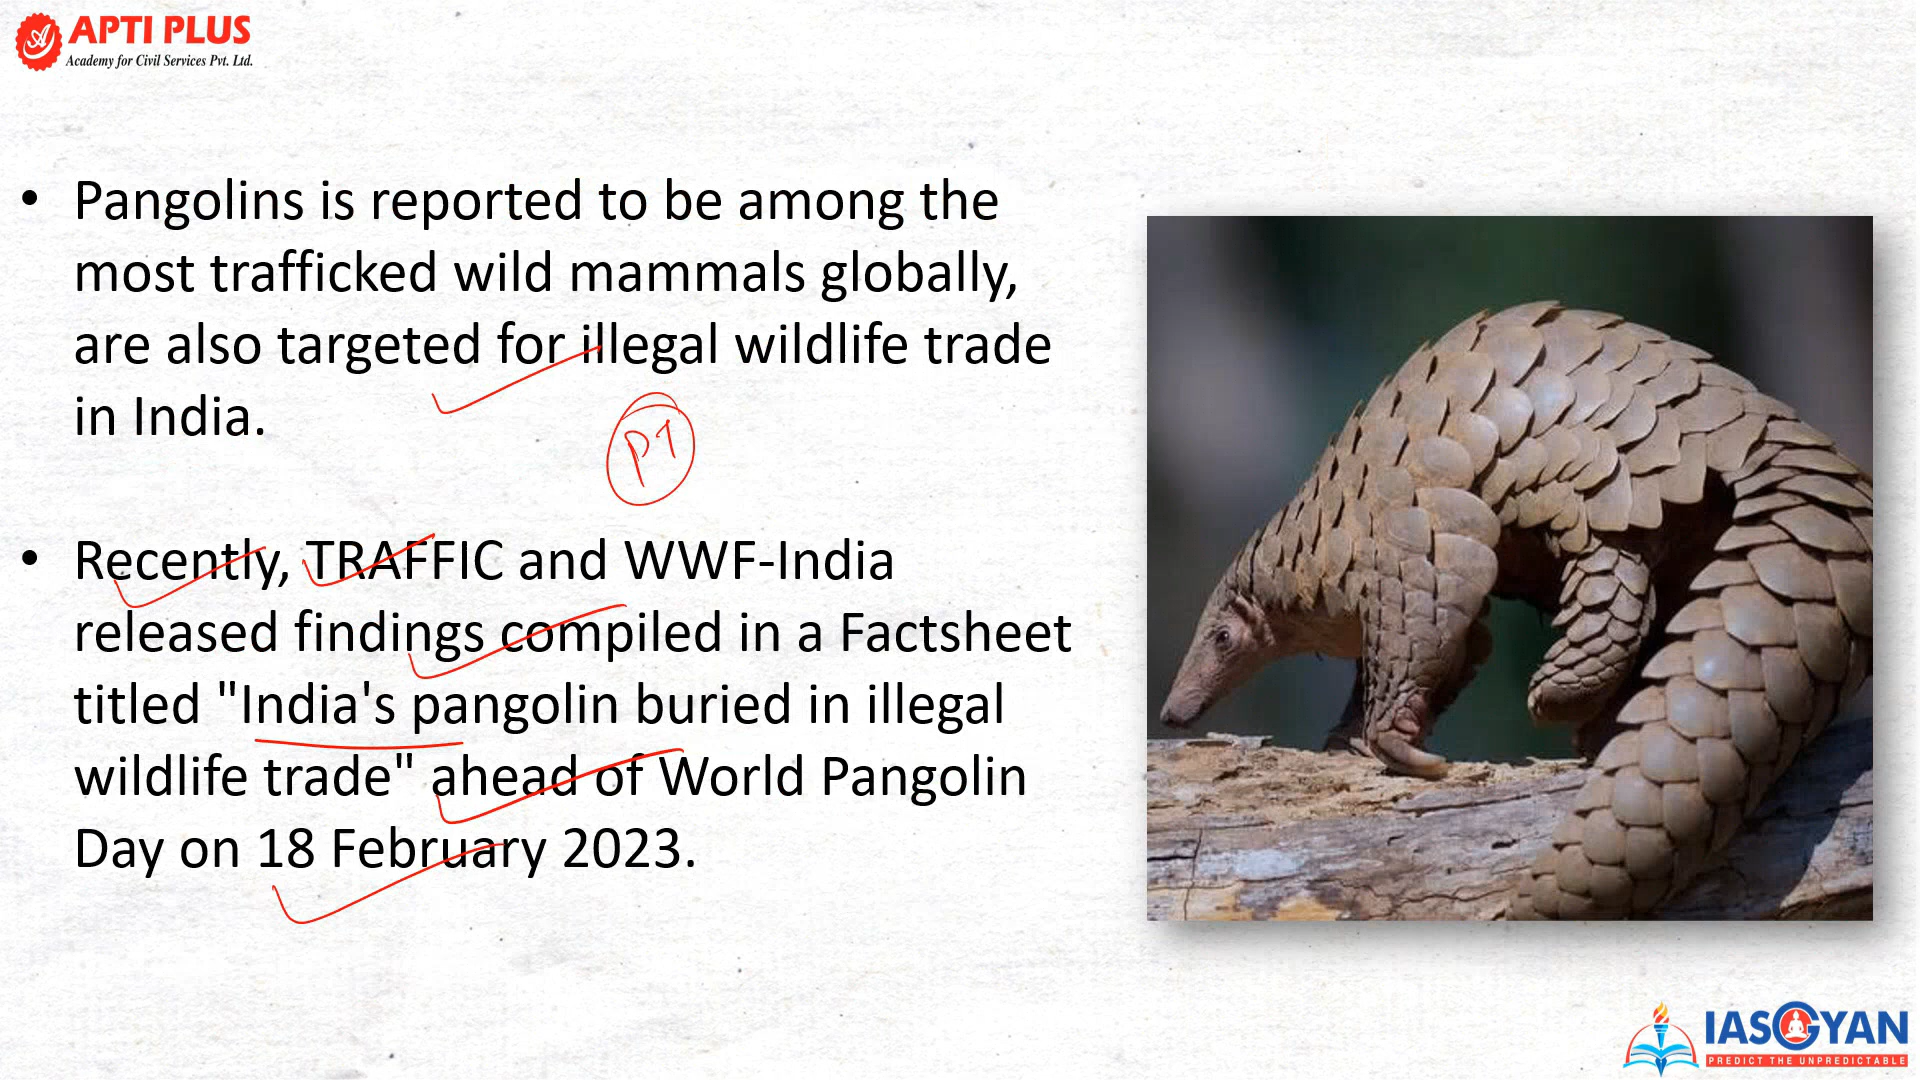 APTI PLUS
Academy for Civil Services Pvt. Ltd.
• Pangolins is reported to be among the
most trafficked wild mammals globally,
are also targeted for illegal wildlife trade
in India.
• Recently, TRAFFIC and WWF-India
released findings compiled in a Factsheet
titled "India's pangolin buried in illegal
wildlife trade" ahead of World Pangolin
Day on 18 February 2023.
IASGYAN
PREDICT THE UNPREDICTABLE